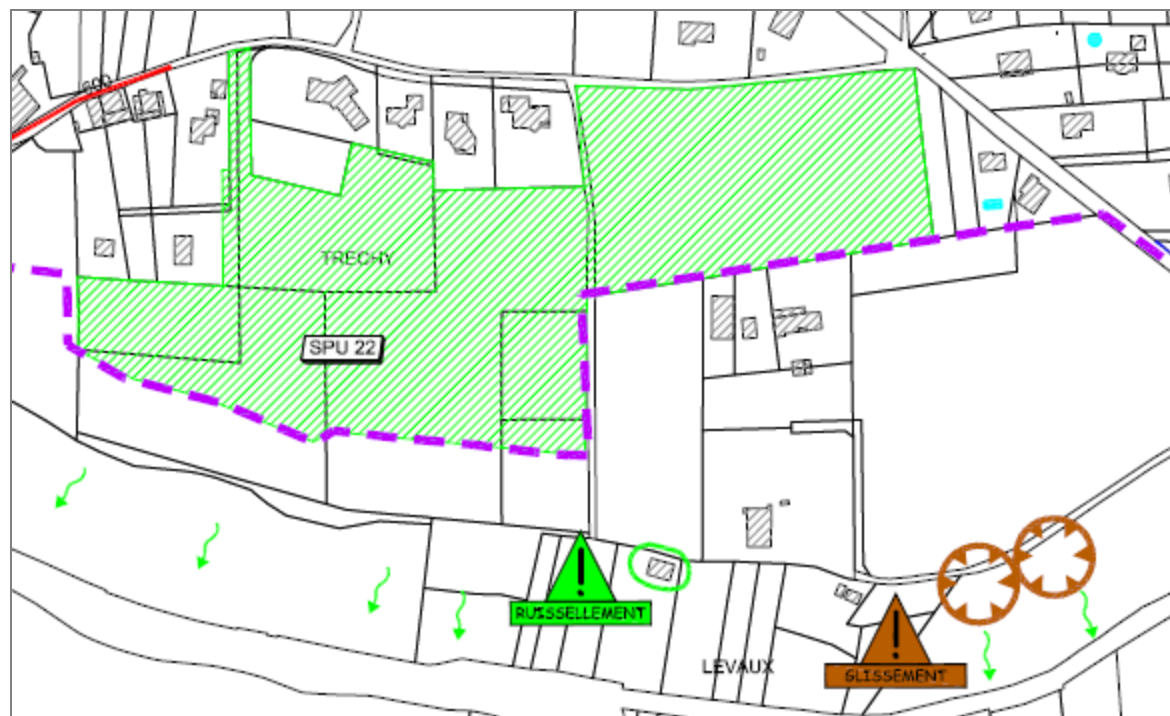 TRECHY
SPU 22
RUISSELLEMENT
LEVAUX
GLISSEMENT